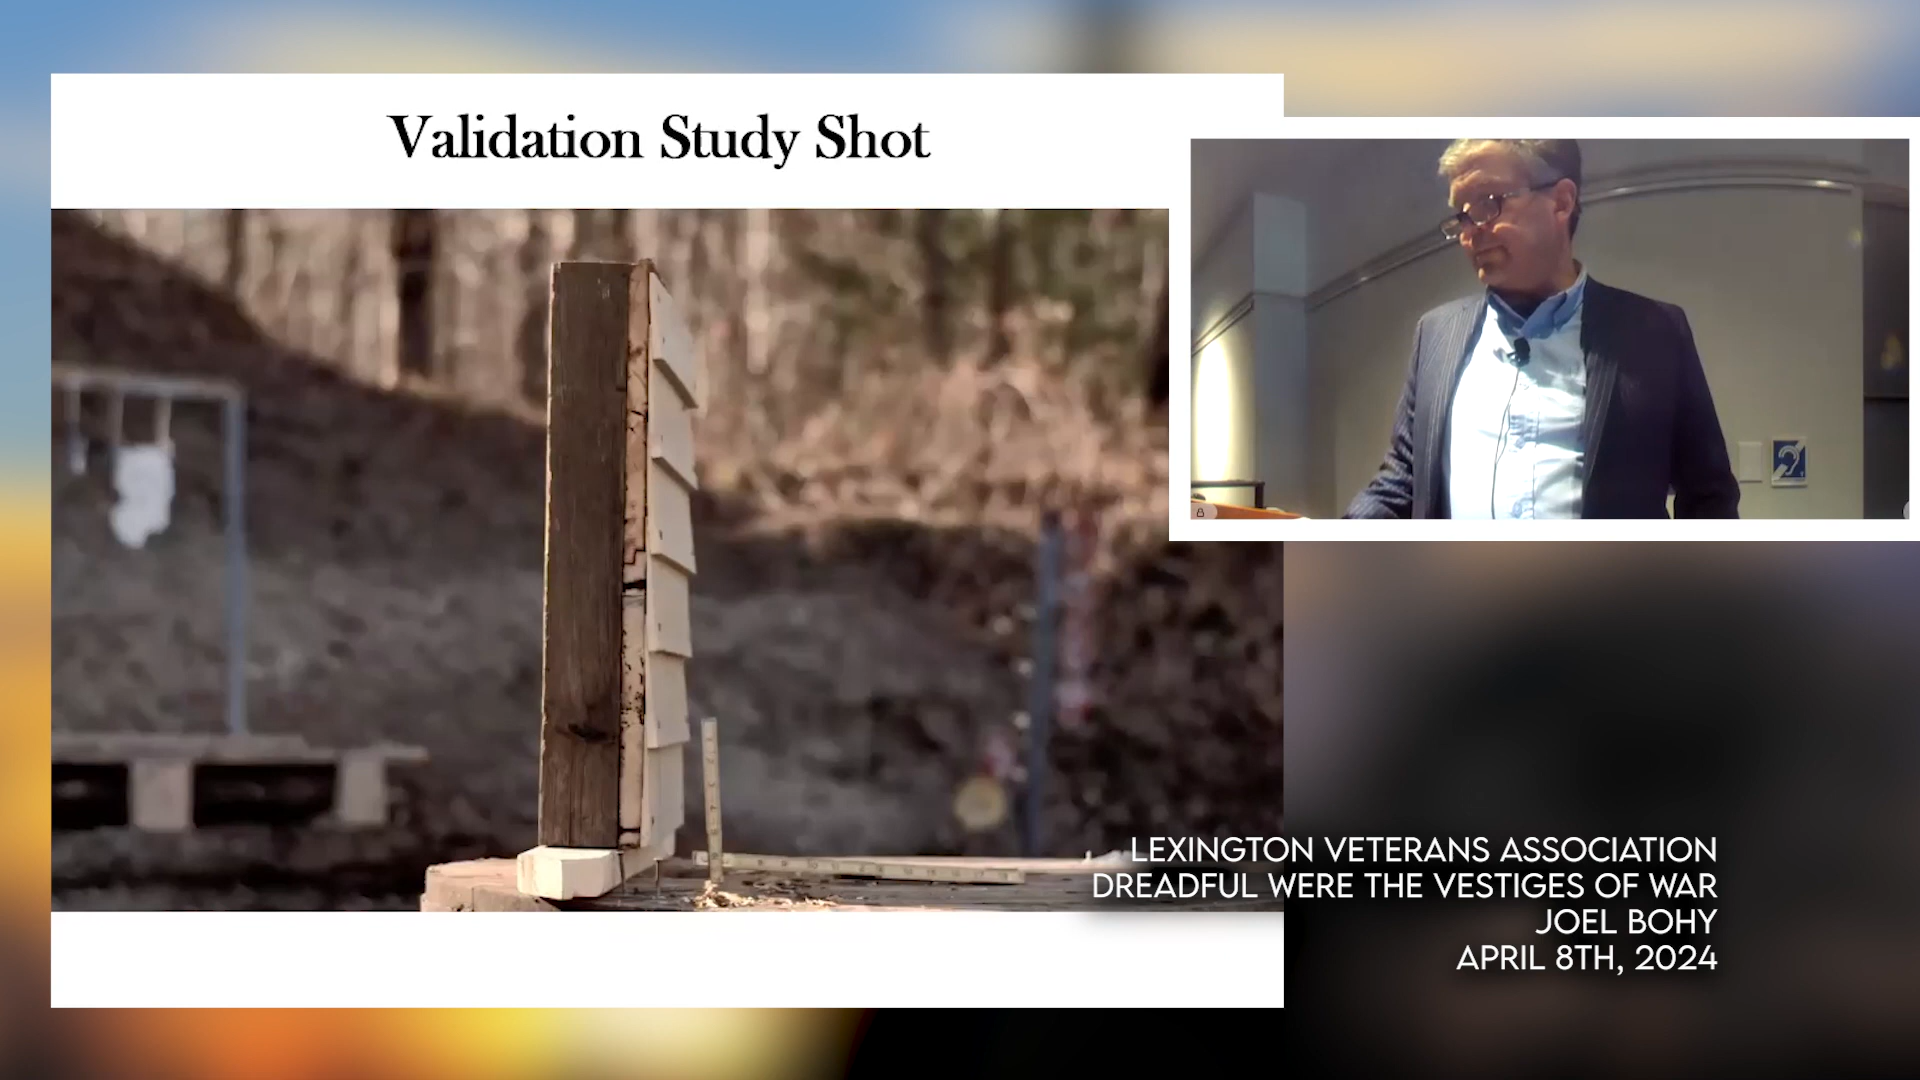 Validation Study Shot
LEXINGTON VETERANS ASSOCIATION
DREADFUL WERE THE VESTIGES OF WAR
JOEL BOHY
APRIL 8TH, 2024